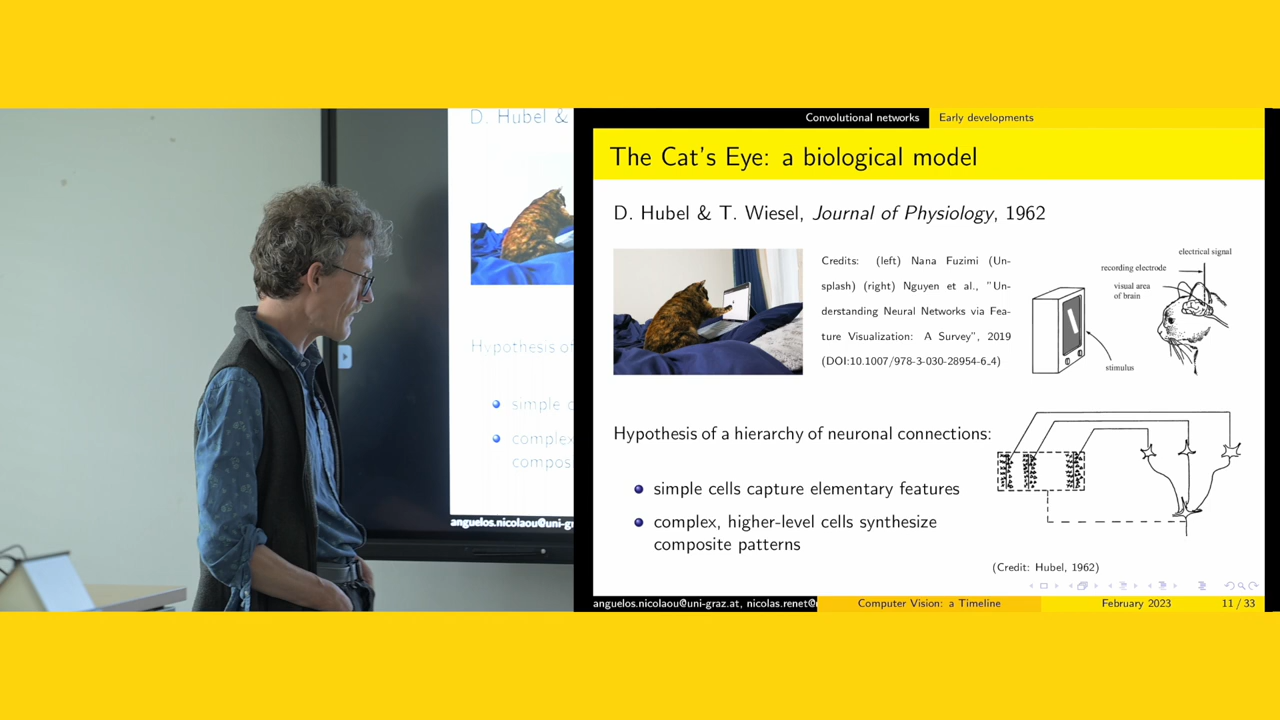 D. Hubel &
Hypothesis of
simple c
complex
compos
anguelos.nicolaou@uni-gr
Convolutional networks
Early developments
The Cat's Eye: a biological model
D. Hubel & T. Wiesel, Journal of Physiology, 1962
Credits: (left) Nana Fuzimi (Un-
splash) (right) Nguyen et al., "Un-
derstanding Neural Networks via Fea-
ture Visualization: A Survey", 2019
(DOI:10.1007/978-3-030-28954-6_4)
electrical signal
recording electrode
visual area
of brain
stimulus
Hypothesis of a hierarchy of neuronal connections:
simple cells capture elementary features
complex, higher-level cells synthesize
composite patterns
(Credit: Hubel, 1962)
anguelos.nicolaou@uni-graz.at, nicolas.renet@
Computer Vision: a Timeline
February 2023
11 / 33